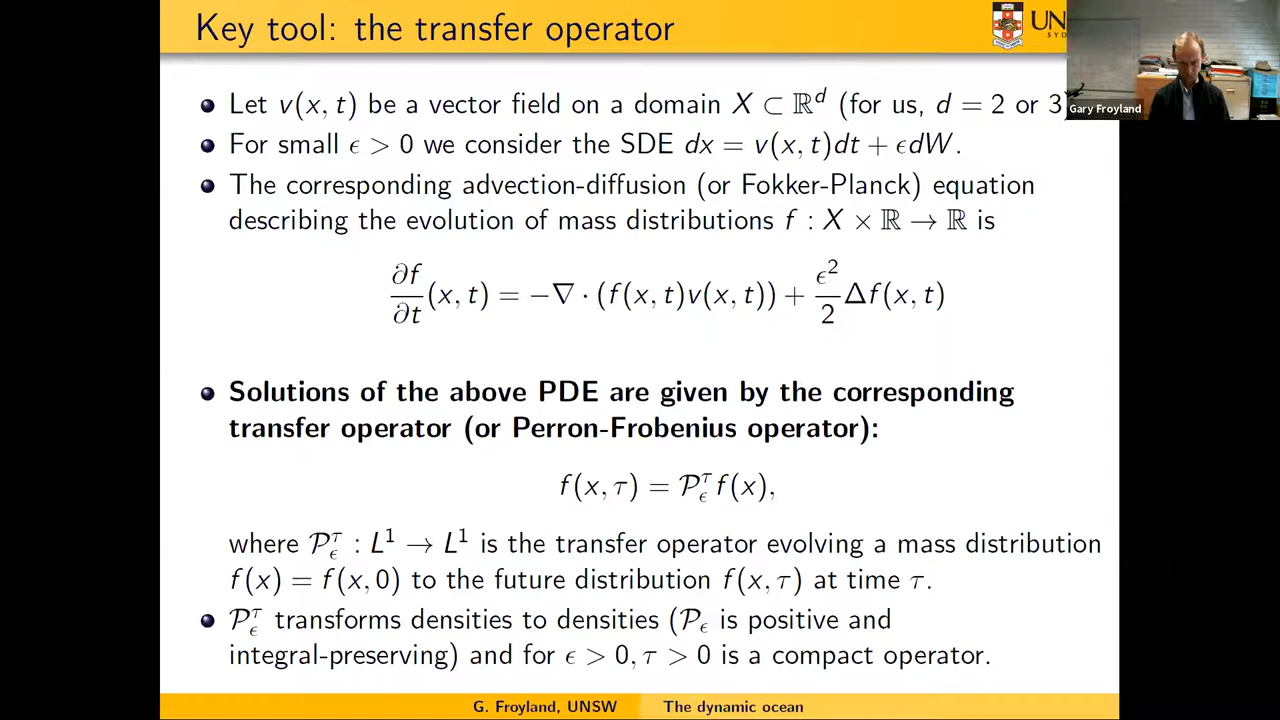 Key tool: the transfer operator
UN
SY
Gary Froyland
Let v(x, t) be a vector field on a domain X ⊂ ℝᵈ (for us, d = 2 or 3
For small ϵ > 0 we consider the SDE dx = v(x, t)dt + ϵdW.
The corresponding advection-diffusion (or Fokker-Planck) equation
describing the evolution of mass distributions f : X × ℝ → ℝ is
∂f/∂t (x, t) = −∇ · (f(x, t)v(x, t)) + ϵ²/2 Δf(x, t)
Solutions of the above PDE are given by the corresponding
transfer operator (or Perron-Frobenius operator):
f(x, τ) = 𝒫_ϵ^τ f(x),
where 𝒫_ϵ^τ : L¹ → L¹ is the transfer operator evolving a mass distribution
f(x) = f(x, 0) to the future distribution f(x, τ) at time τ.
𝒫_ϵ^τ transforms densities to densities (𝒫_ϵ is positive and
integral-preserving) and for ϵ > 0, τ > 0 is a compact operator.
G. Froyland, UNSW The dynamic ocean